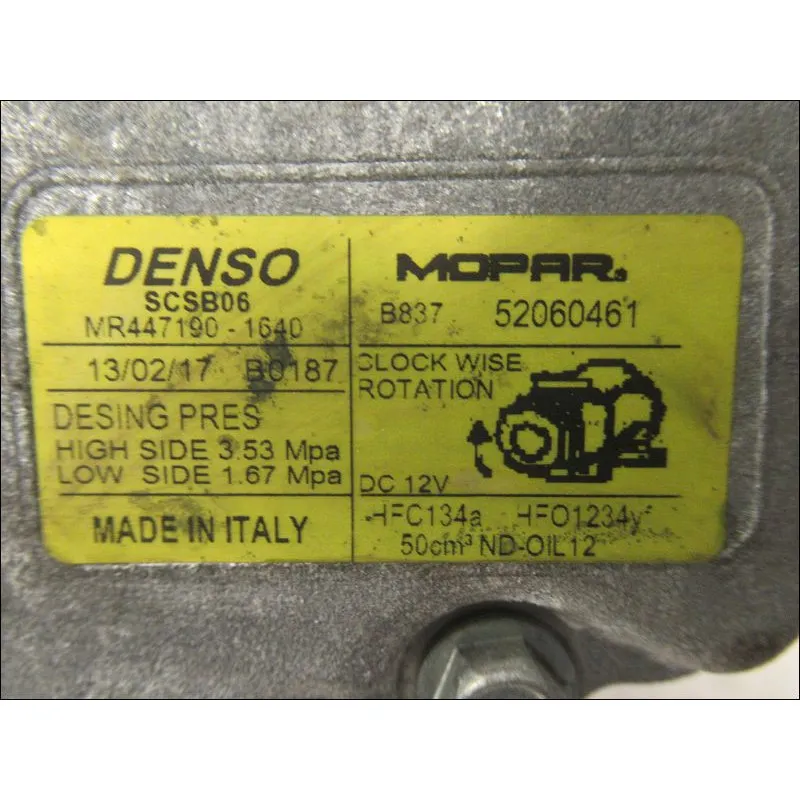 DENSO
SCSB06
MR447190-1640
13/02/17 B0187
DESING PRES
HIGH SIDE 3.53 Mpa
LOW SIDE 1.67 Mpa
MADE IN ITALY
MOPAR®
B837 52060461
CLOCK WISE
ROTATION
DC 12V
HFC134a HFO1234y
50cm³ ND-OIL12